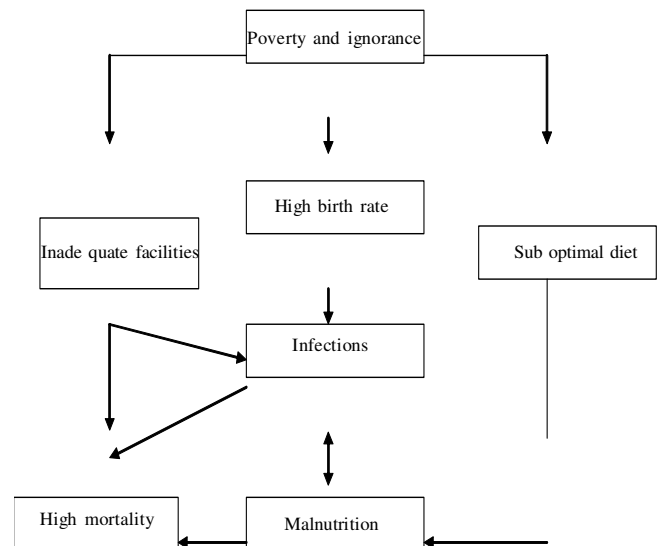 Poverty and ignorance
High birth rate
Inade quate facilities
Sub optimal diet
Infections
High mortality
Malnutrition